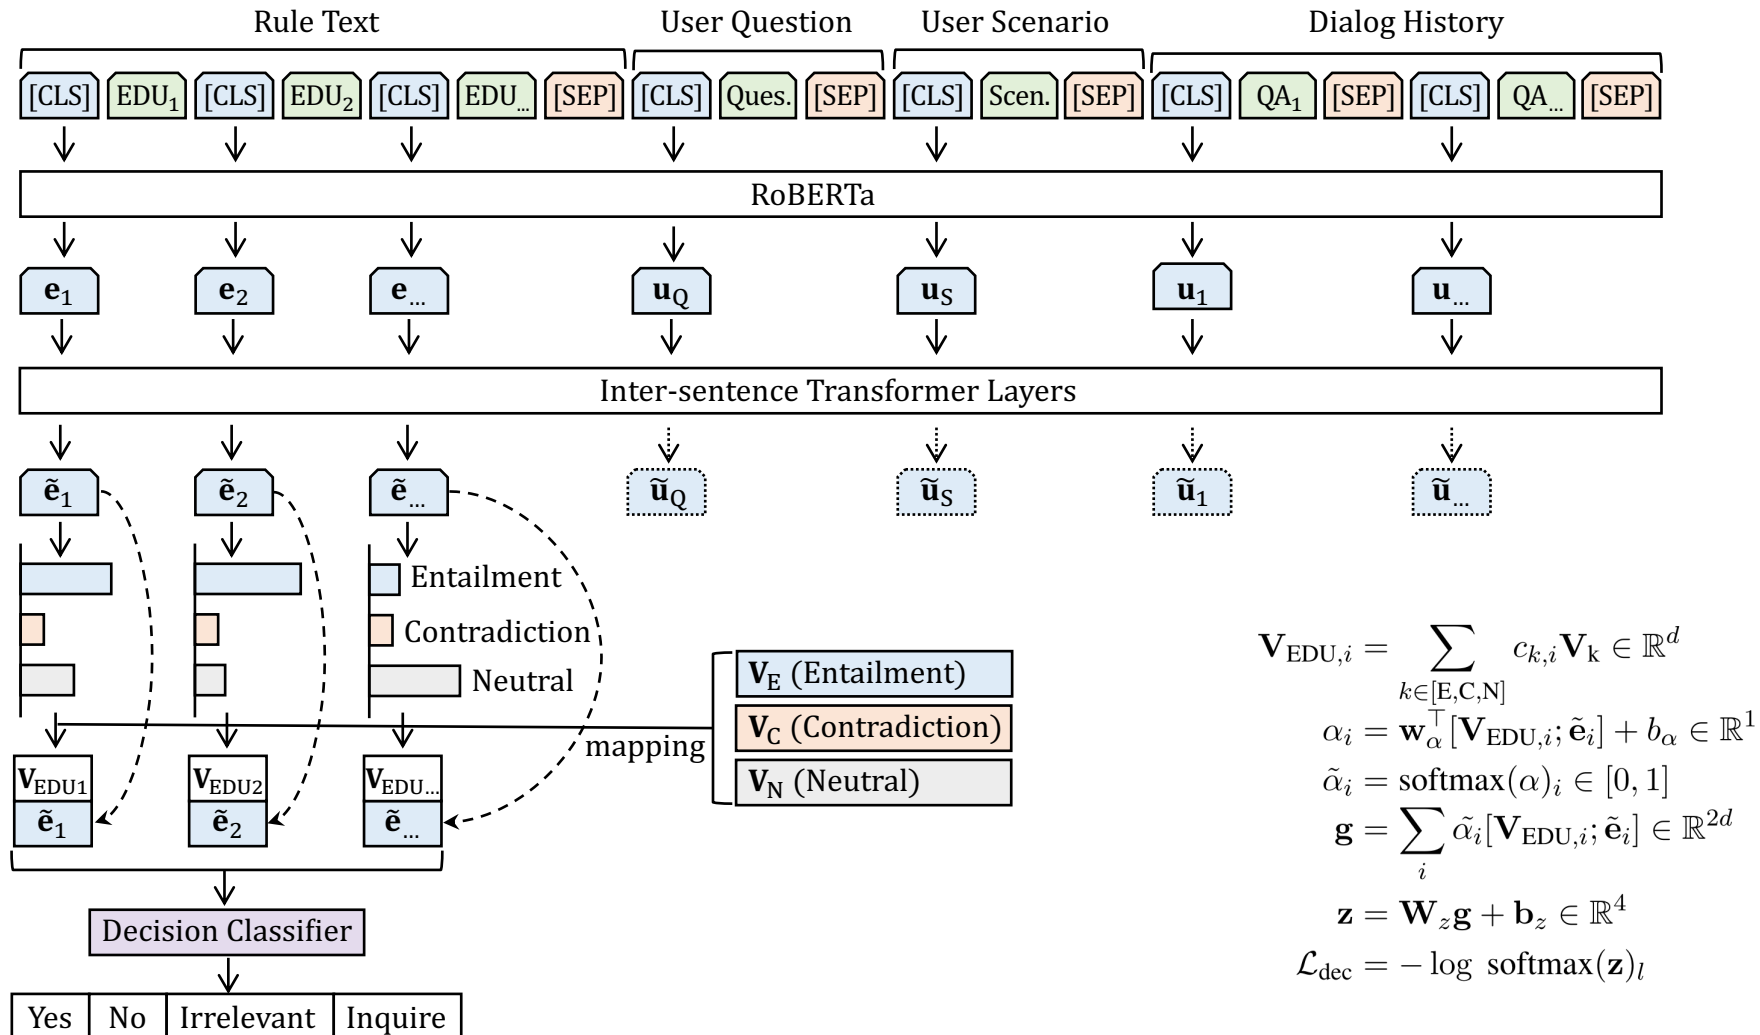 Rule Text User Question User Scenario Dialog History
[CLS] EDU₁ [CLS] EDU₂ [CLS] EDU... [SEP] [CLS] Ques. [SEP] [CLS] Scen. [SEP] [CLS] QA₁ [SEP] [CLS] QA... [SEP]
RoBERTa
e₁ e₂ e... u_Q u_S u₁ u...
Inter-sentence Transformer Layers
ẽ₁ ẽ₂ ẽ... ũ_Q ũ_S ũ₁ ũ...
Entailment
Contradiction
Neutral
mapping
V_E (Entailment)
V_C (Contradiction)
V_N (Neutral)
V_EDU1 V_EDU2 V_EDU...
ẽ₁ ẽ₂ ẽ...
Decision Classifier
Yes No Irrelevant Inquire
V_EDU,i = ∑_{k∈[E,C,N]} c_{k,i} V_k ∈ ℝ^d
α_i = w_α^⊤[V_EDU,i; ẽ_i] + b_α ∈ ℝ^1
α̃_i = softmax(α)_i ∈ [0, 1]
g = ∑_i α̃_i[V_EDU,i; ẽ_i] ∈ ℝ^{2d}
z = W_z g + b_z ∈ ℝ^4
ℒ_dec = − log softmax(z)_l